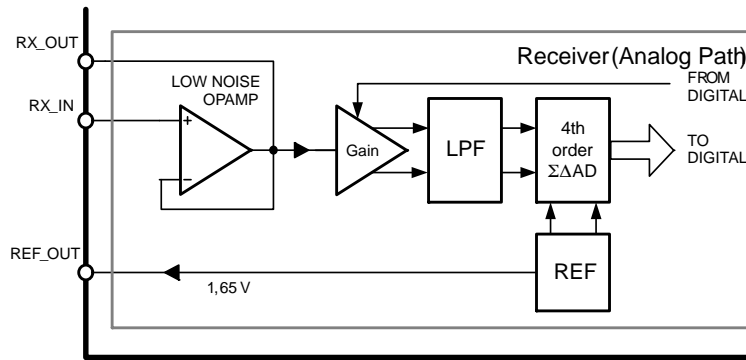 RX_OUT
Receiver (Analog Path)
LOW NOISE
OPAMP
FROM
DIGITAL
RX_IN
+
−
Gain
LPF
4th
order
ΣΔAD
TO
DIGITAL
REF_OUT
1,65 V
REF